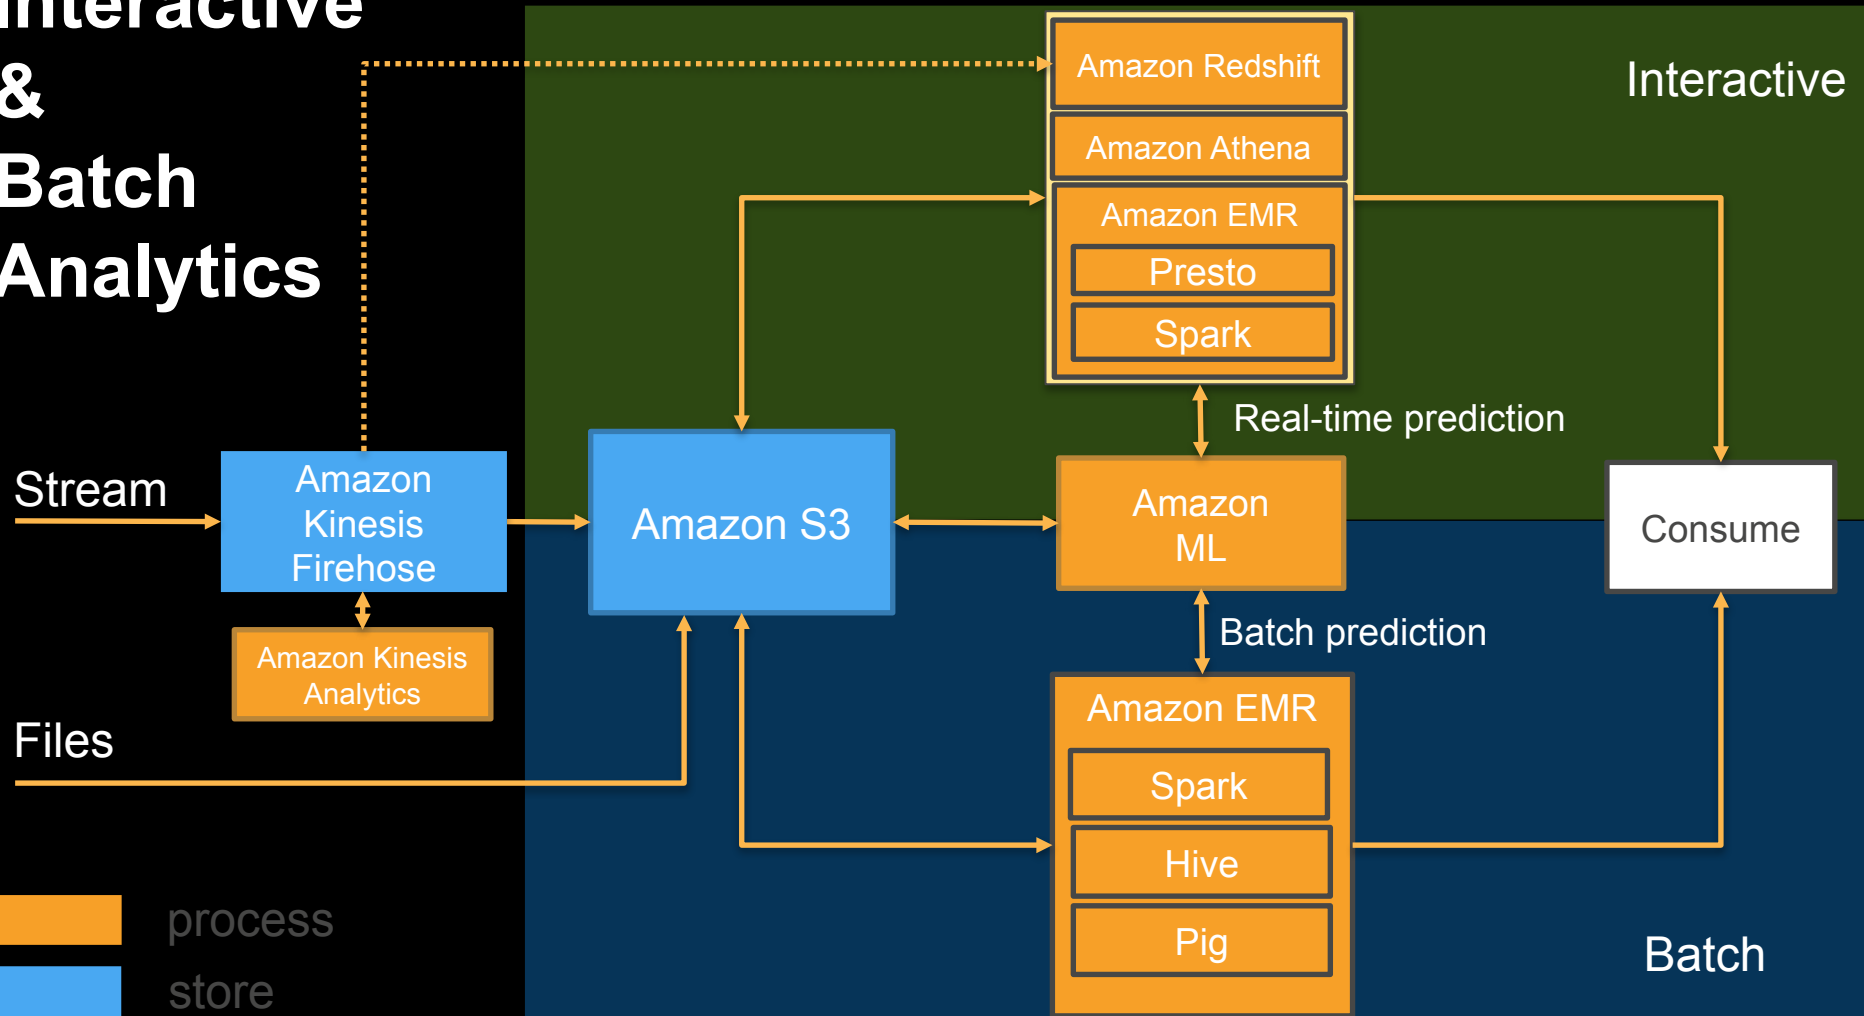 Interactive
&
Batch
Analytics
Amazon Redshift
Amazon Athena
Amazon EMR
Presto
Spark
Interactive
Real-time prediction
Stream
Amazon
Kinesis
Firehose
Amazon S3
Amazon
ML
Consume
Amazon Kinesis
Analytics
Batch prediction
Files
Amazon EMR
Spark
Hive
Pig
Batch
process
store